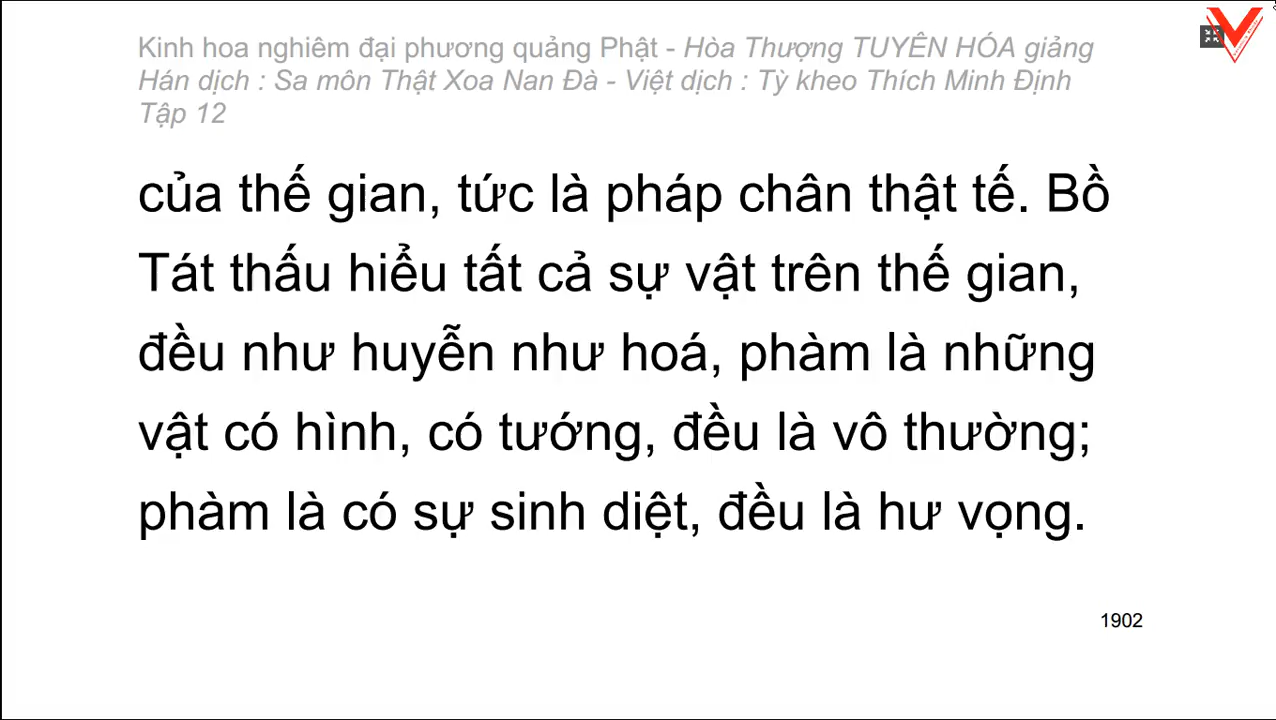 Kinh hoa nghiêm đại phương quảng Phật - Hòa Thượng TUYÊN HÓA giảng
Hán dịch : Sa môn Thật Xoa Nan Đà - Việt dịch : Tỳ kheo Thích Minh Định
Tập 12
của thế gian, tức là pháp chân thật tế. Bồ
Tát thấu hiểu tất cả sự vật trên thế gian,
đều như huyễn như hoá, phàm là những
vật có hình, có tướng, đều là vô thường;
phàm là có sự sinh diệt, đều là hư vọng.
1902